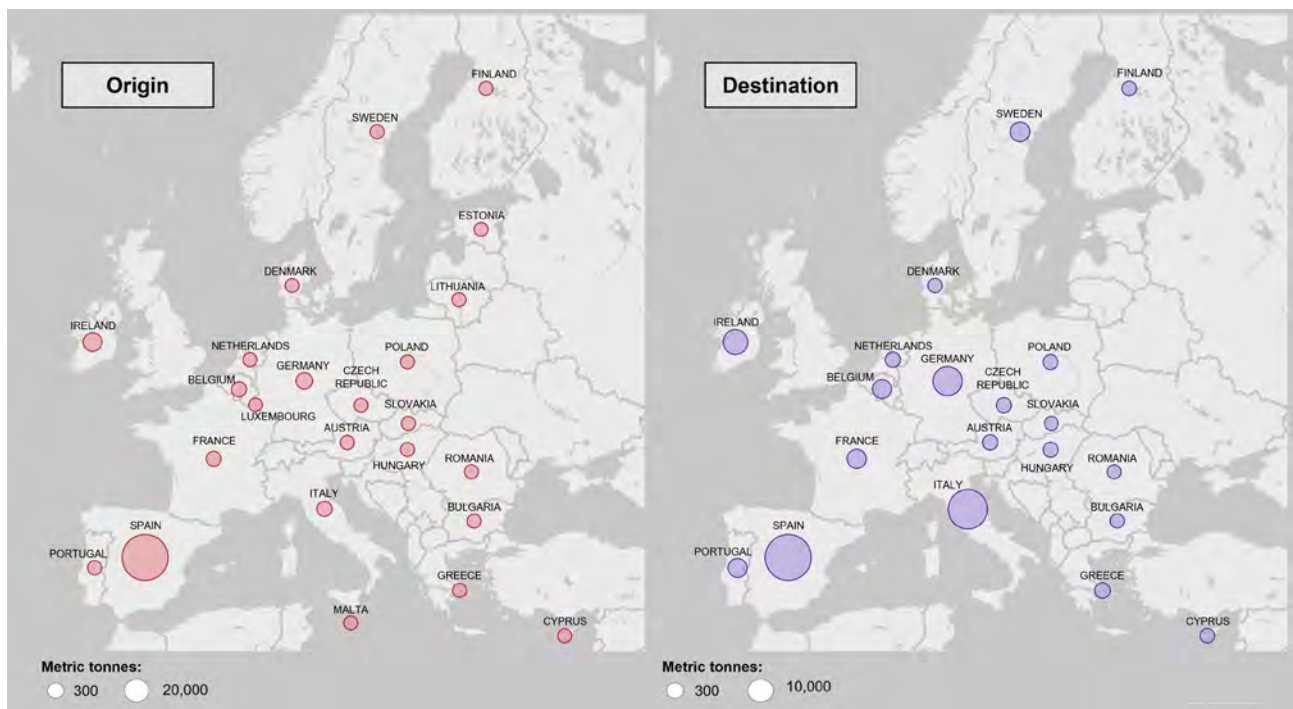 Origin
FINLAND
SWEDEN
ESTONIA
DENMARK
LITHUANIA
IRELAND
NETHERLANDS
GERMANY
POLAND
BELGIUM
CZECH
REPUBLIC
LUXEMBOURG
SLOVAKIA
AUSTRIA
FRANCE
HUNGARY
ROMANIA
ITALY
BULGARIA
SPAIN
PORTUGAL
GREECE
MALTA
CYPRUS
Metric tonnes:
300 20,000
Destination
FINLAND
SWEDEN
DENMARK
IRELAND
NETHERLANDS
GERMANY
POLAND
BELGIUM
CZECH
REPUBLIC
SLOVAKIA
AUSTRIA
FRANCE
HUNGARY
ROMANIA
ITALY
BULGARIA
SPAIN
PORTUGAL
GREECE
CYPRUS
Metric tonnes:
300 10,000